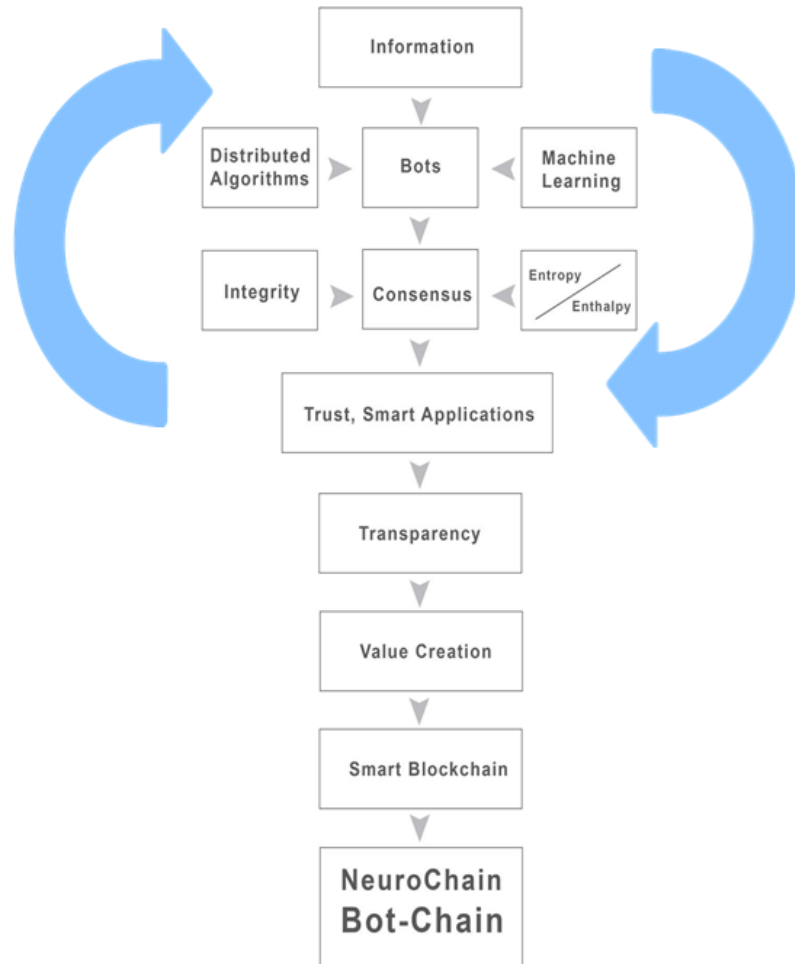 Information
Distributed
Algorithms
Bots
Machine
Learning
Integrity
Consensus
Entropy
Enthalpy
Trust, Smart Applications
Transparency
Value Creation
Smart Blockchain
NeuroChain
Bot-Chain